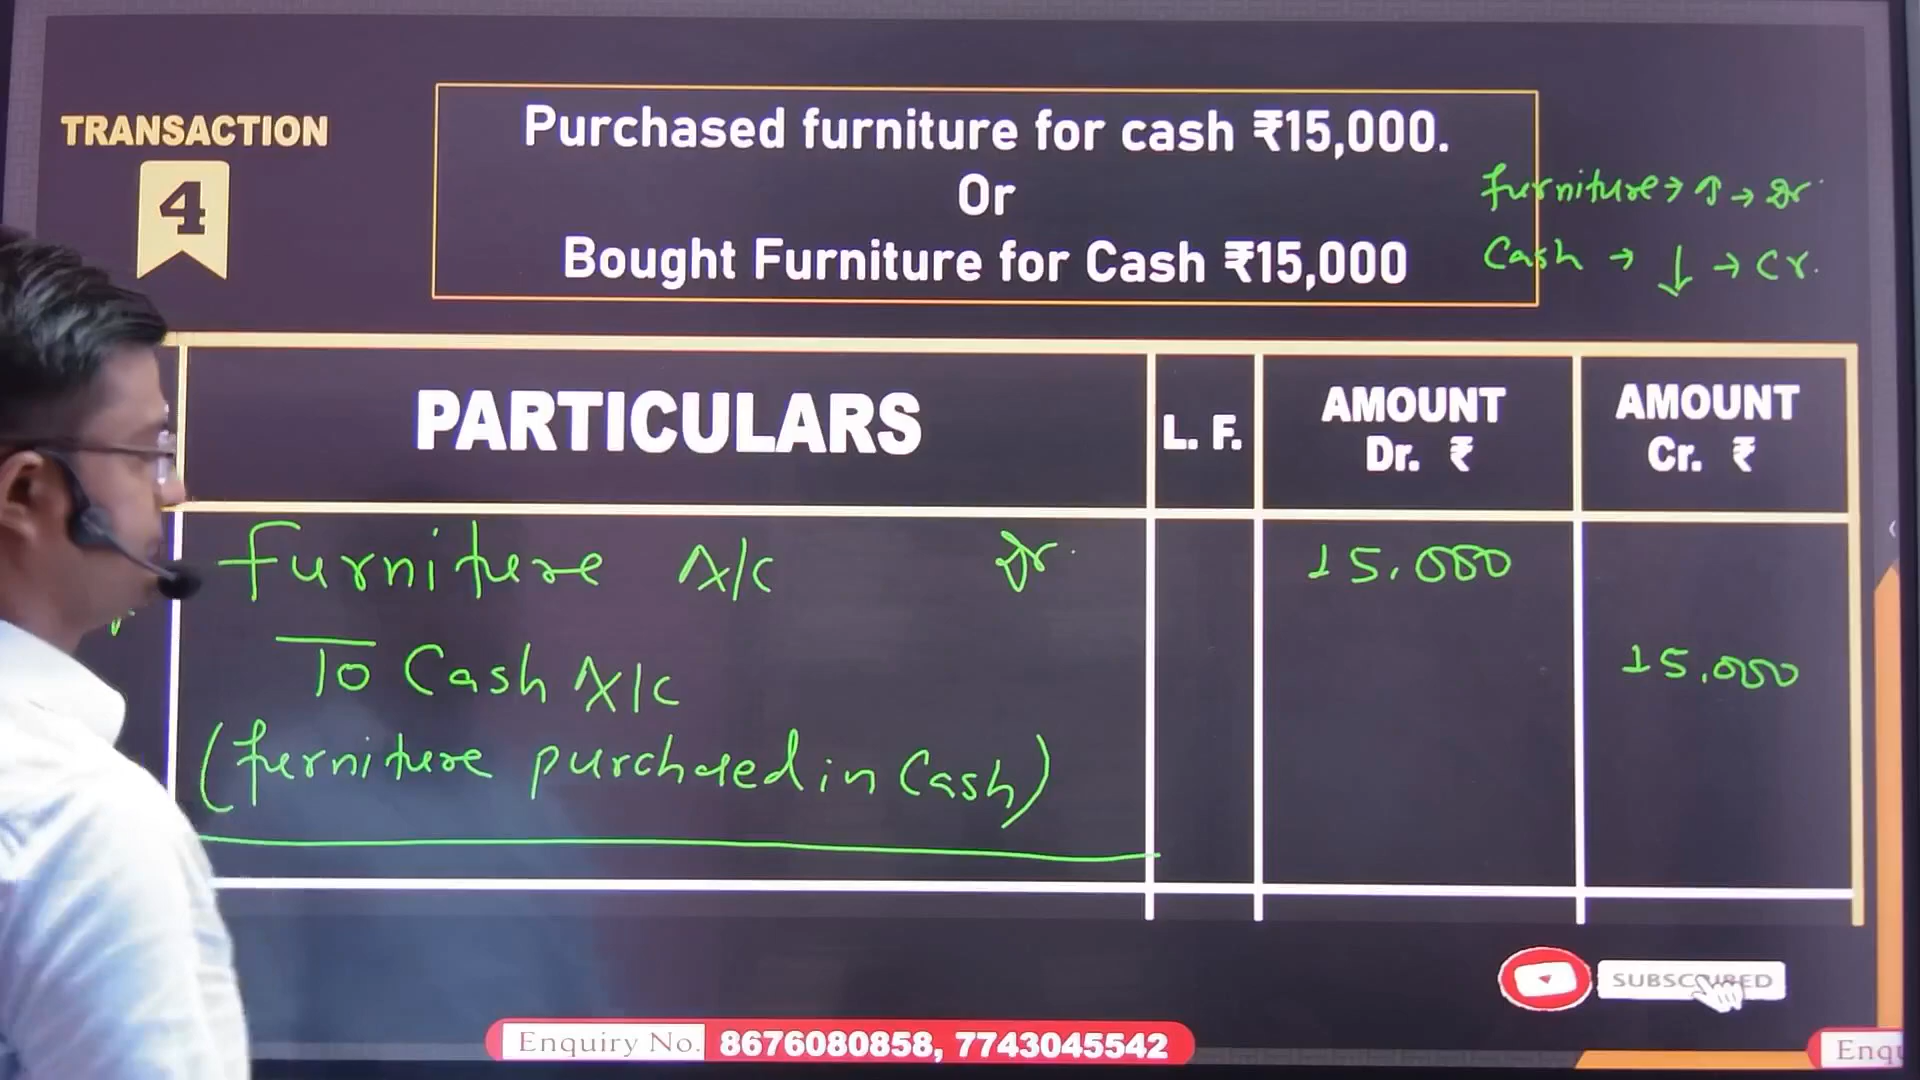 TRANSACTION
4
Purchased furniture for cash ₹15,000.
Or
Bought Furniture for Cash ₹15,000
furniture → ↑ → Dr.
Cash → ↓ → Cr.
PARTICULARS
L. F.
AMOUNT
Dr. ₹
AMOUNT
Cr. ₹
furniture A/c Dr. 15,000
To Cash A/c 15,000
(furniture purchased in Cash)
SUBSCRIBED
Enquiry No. 8676080858, 7743045542